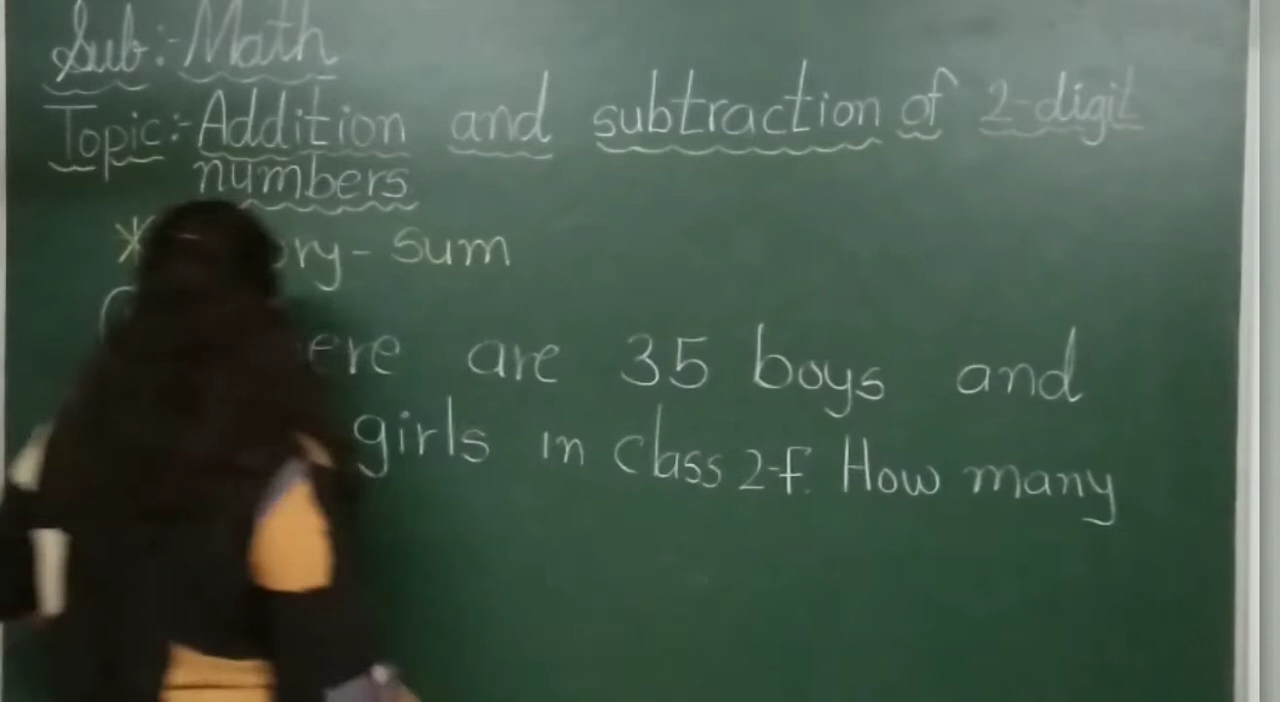 Sub:- Math
Topic:- Addition and subtraction of 2-digit
numbers
* ry- sum
ere are 35 boys and
girls in class 2-f. How many